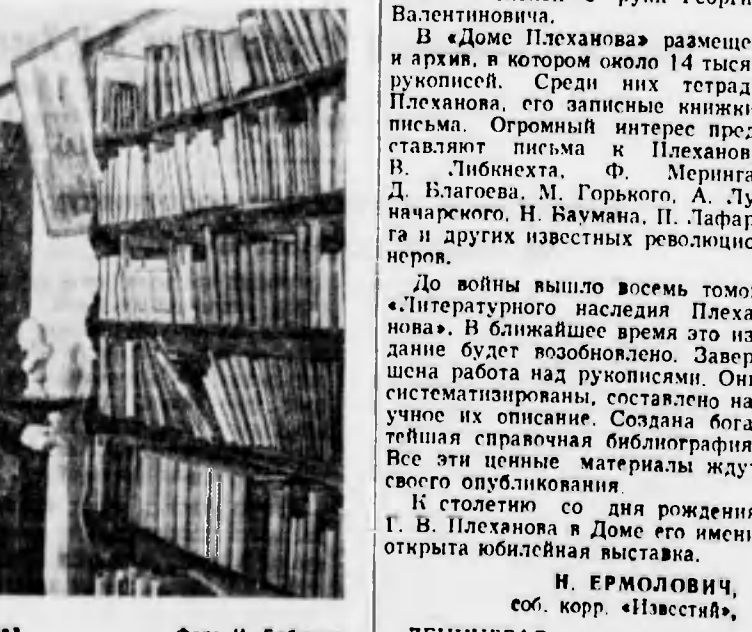 Валентиновича.
В «Доме Плеханова» размеще-
и архив, в котором около 14 тыся
рукописей. Среди них тетрад
Плеханова, его записные книжки
письма. Огромный интерес пред
ставляют письма к Плеханов
В. Либкнехта, Ф. Меринга
Д. Благоева, М. Горького, А. Лу
начарского, Н. Баумана, П. Лафар
га и других известных революцио
неров.
До войны вышло восемь томо
«Литературного наследия Плеха
нова». В ближайшее время это из
дание будет возобновлено. Завер
шена работа над рукописями. Они
систематизированы, составлено на
учное их описание. Создана бога
тейшая справочная библиография
Все эти ценные материалы ждут
своего опубликования.
К столетию со дня рождения
Г. В. Плеханова в Доме его имени
открыта юбилейная выставка.
Н. ЕРМОЛОВИЧ,
соб. корр. «Известий».